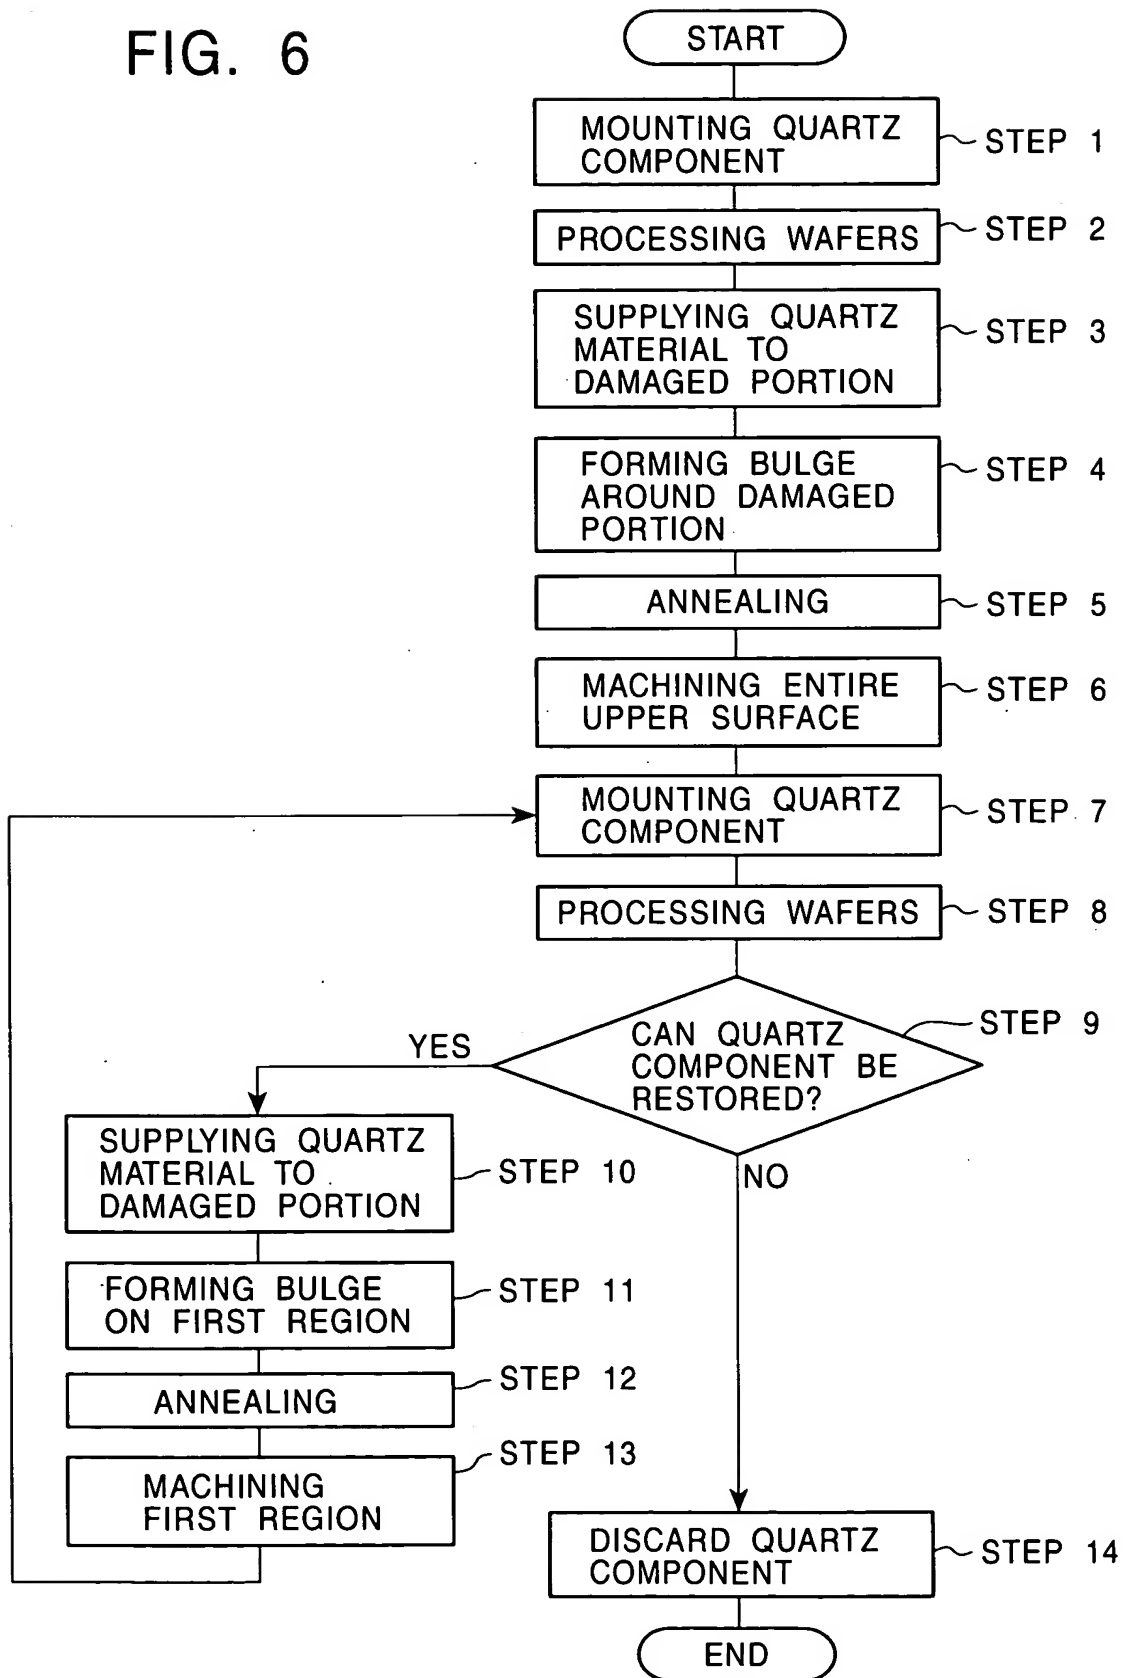 FIG. 6
START
MOUNTING QUARTZ
COMPONENT
STEP 1
PROCESSING WAFERS
STEP 2
SUPPLYING QUARTZ
MATERIAL TO
DAMAGED PORTION
STEP 3
FORMING BULGE
AROUND DAMAGED
PORTION
STEP 4
ANNEALING
STEP 5
MACHINING ENTIRE
UPPER SURFACE
STEP 6
MOUNTING QUARTZ
COMPONENT
STEP 7
PROCESSING WAFERS
STEP 8
CAN QUARTZ
COMPONENT BE
RESTORED?
STEP 9
YES
SUPPLYING QUARTZ
MATERIAL TO
DAMAGED PORTION
STEP 10
FORMING BULGE
ON FIRST REGION
STEP 11
ANNEALING
STEP 12
MACHINING
FIRST REGION
STEP 13
NO
DISCARD QUARTZ
COMPONENT
STEP 14
END